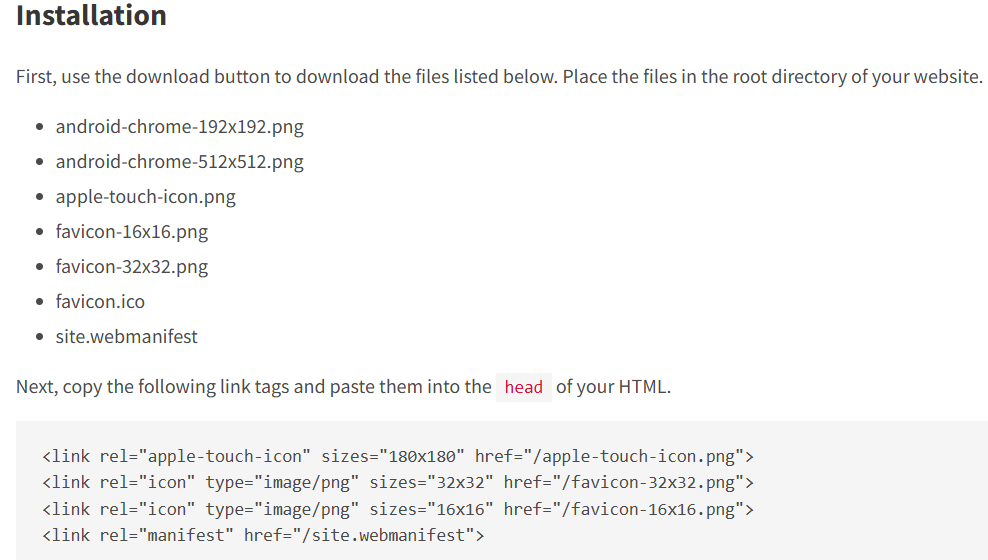 Installation
First, use the download button to download the files listed below. Place the files in the root directory of your website.
android-chrome-192x192.png
android-chrome-512x512.png
apple-touch-icon.png
favicon-16x16.png
favicon-32x32.png
favicon.ico
site.webmanifest
Next, copy the following link tags and paste them into the head of your HTML.
<link rel="apple-touch-icon" sizes="180x180" href="/apple-touch-icon.png">
<link rel="icon" type="image/png" sizes="32x32" href="/favicon-32x32.png">
<link rel="icon" type="image/png" sizes="16x16" href="/favicon-16x16.png">
<link rel="manifest" href="/site.webmanifest">